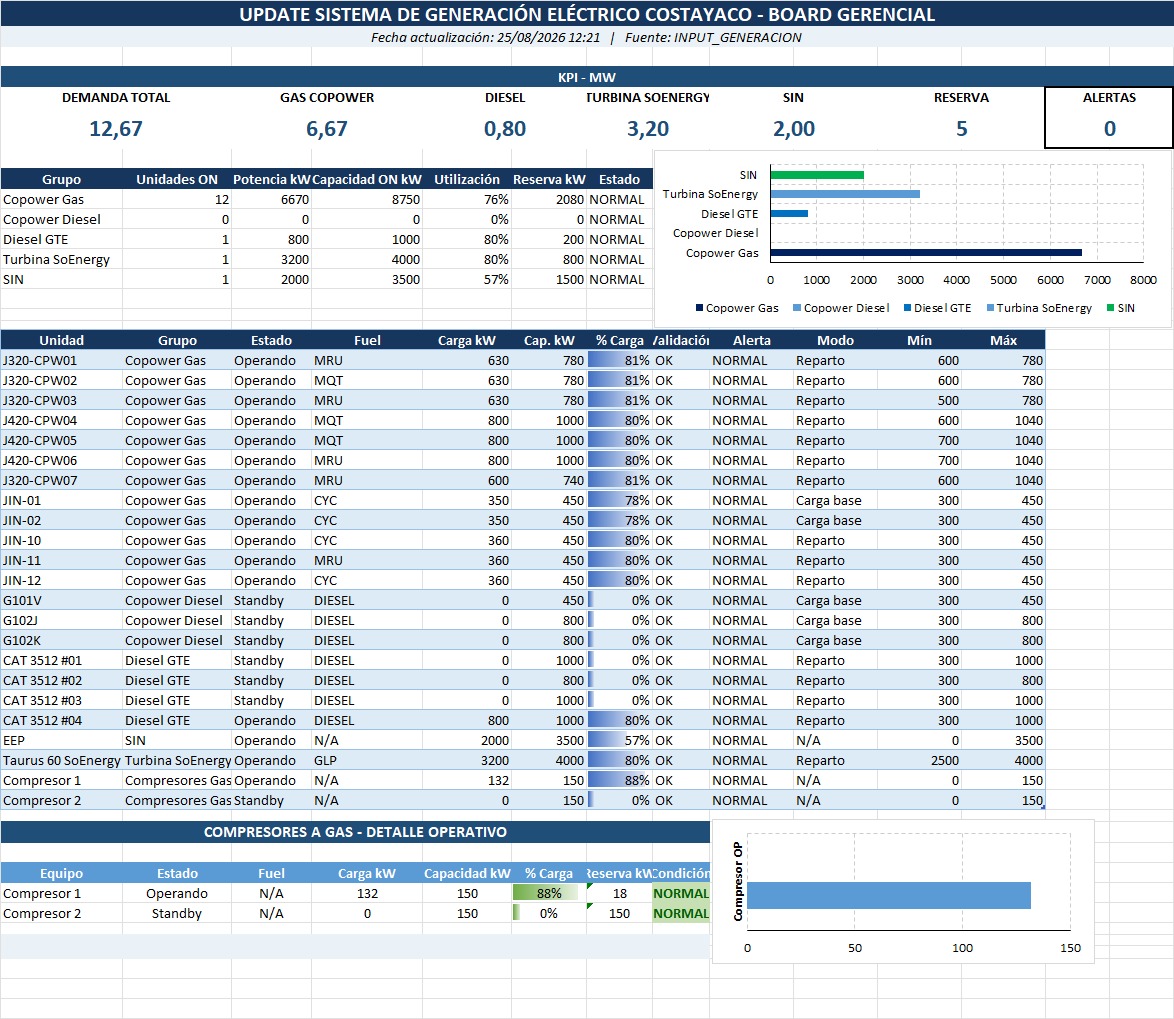 UPDATE SISTEMA DE GENERACIÓN ELÉCTRICO COSTAYACO - BOARD GERENCIAL
Fecha actualización: 25/08/2026 12:21 | Fuente: INPUT_GENERACION
KPI - MW
DEMANDA TOTAL GAS COPOWER DIESEL TURBINA SOENERGY SIN RESERVA ALERTAS
12,67 6,67 0,80 3,20 2,00 5 0
Grupo Unidades ON Potencia kW Capacidad ON kW Utilización Reserva kW Estado
Copower Gas 12 6670 8750 76% 2080 NORMAL
Copower Diesel 0 0 0 0% 0 NORMAL
Diesel GTE 1 800 1000 80% 200 NORMAL
Turbina SoEnergy 1 3200 4000 80% 800 NORMAL
SIN 1 2000 3500 57% 1500 NORMAL
SIN
Turbina SoEnergy
Diesel GTE
Copower Diesel
Copower Gas
0 1000 2000 3000 4000 5000 6000 7000 8000
Copower Gas Copower Diesel Diesel GTE Turbina SoEnergy SIN
Unidad Grupo Estado Fuel Carga kW Cap. kW % Carga Validación Alerta Modo Mín Máx
J320-CPW01 Copower Gas Operando MRU 630 780 81% OK NORMAL Reparto 600 780
J320-CPW02 Copower Gas Operando MQT 630 780 81% OK NORMAL Reparto 600 780
J320-CPW03 Copower Gas Operando MRU 630 780 81% OK NORMAL Reparto 500 780
J420-CPW04 Copower Gas Operando MQT 800 1000 80% OK NORMAL Reparto 600 1040
J420-CPW05 Copower Gas Operando MQT 800 1000 80% OK NORMAL Reparto 700 1040
J420-CPW06 Copower Gas Operando MRU 800 1000 80% OK NORMAL Reparto 700 1040
J320-CPW07 Copower Gas Operando MRU 600 740 81% OK NORMAL Reparto 600 1040
JIN-01 Copower Gas Operando CYC 350 450 78% OK NORMAL Carga base 300 450
JIN-02 Copower Gas Operando CYC 350 450 78% OK NORMAL Carga base 300 450
JIN-10 Copower Gas Operando CYC 360 450 80% OK NORMAL Reparto 300 450
JIN-11 Copower Gas Operando MRU 360 450 80% OK NORMAL Reparto 300 450
JIN-12 Copower Gas Operando CYC 360 450 80% OK NORMAL Reparto 300 450
G101V Copower Diesel Standby DIESEL 0 450 0% OK NORMAL Carga base 300 450
G102J Copower Diesel Standby DIESEL 0 800 0% OK NORMAL Carga base 300 800
G102K Copower Diesel Standby DIESEL 0 800 0% OK NORMAL Carga base 300 800
CAT 3512 #01 Diesel GTE Standby DIESEL 0 1000 0% OK NORMAL Reparto 300 1000
CAT 3512 #02 Diesel GTE Standby DIESEL 0 800 0% OK NORMAL Reparto 300 800
CAT 3512 #03 Diesel GTE Standby DIESEL 0 1000 0% OK NORMAL Reparto 300 1000
CAT 3512 #04 Diesel GTE Operando DIESEL 800 1000 80% OK NORMAL Reparto 300 1000
EEP SIN Operando N/A 2000 3500 57% OK NORMAL N/A 0 3500
Taurus 60 SoEnergy Turbina SoEnergy Operando GLP 3200 4000 80% OK NORMAL Reparto 2500 4000
Compresor 1 Compresores Gas Operando N/A 132 150 88% OK NORMAL N/A 0 150
Compresor 2 Compresores Gas Standby N/A 0 150 0% OK NORMAL N/A 0 150
COMPRESORES A GAS - DETALLE OPERATIVO
Equipo Estado Fuel Carga kW Capacidad kW % Carga Reserva kW Condición
Compresor 1 Operando N/A 132 150 88% 18 NORMAL
Compresor 2 Standby N/A 0 150 0% 150 NORMAL
Compresor OP
0 50 100 150